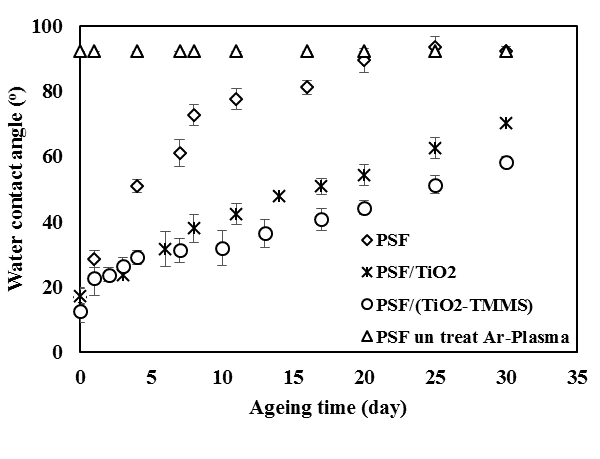 100
80
60
40
20
0
0 5 10 15 20 25 30 35
Water contact angle (º)
Ageing time (day)
PSF
PSF/TiO2
PSF/(TiO2-TMMS)
PSF un treat Ar-Plasma